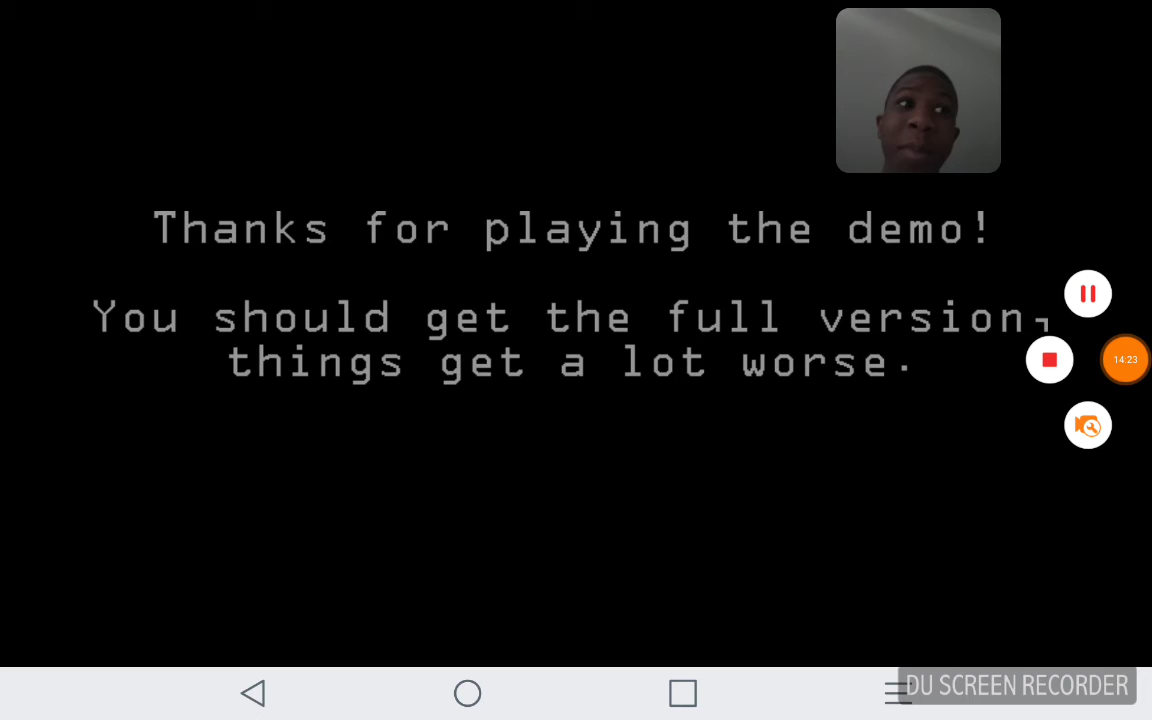 Thanks for playing the demo!
You should get the full version,
things get a lot worse.
14:23
DU SCREEN RECORDER